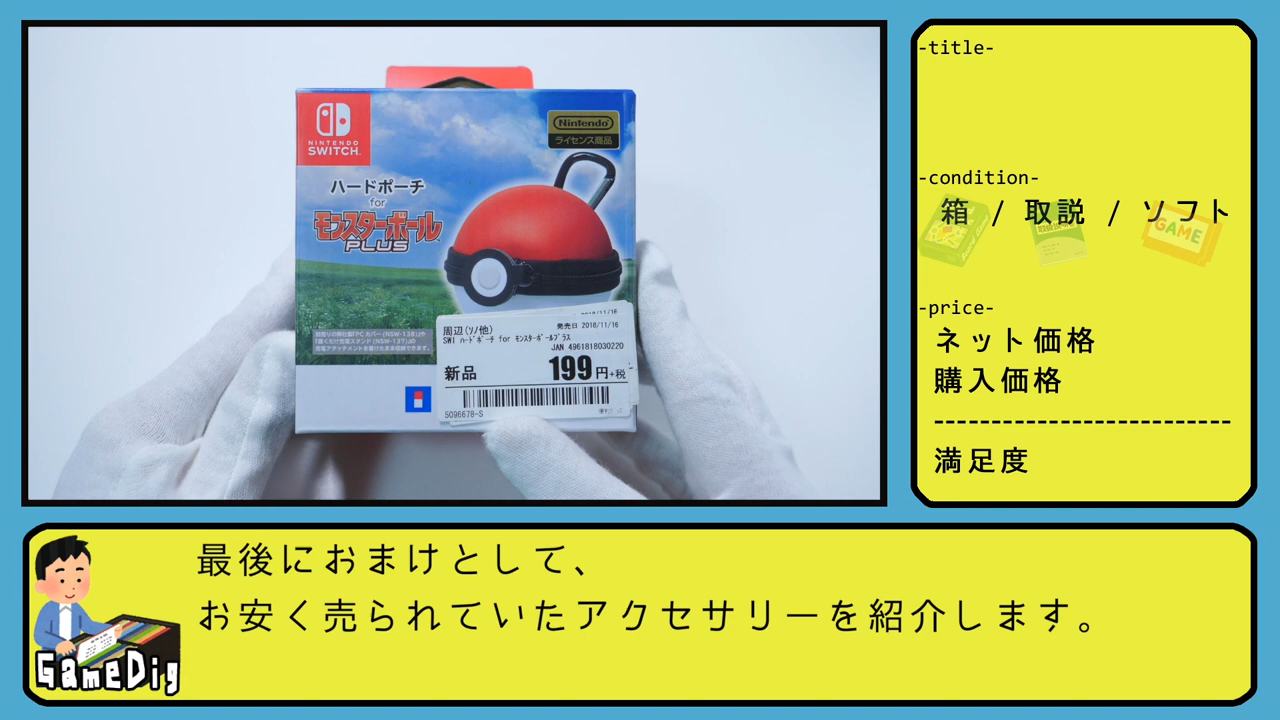 NINTENDO
SWITCH
Nintendo
ライセンス商品
ハードポーチ
for
モンスターボール
PLUS
周辺(ソノ他)
発売日 2018/11/16
SWI ハードポーチ for モンスターボールプラス
JAN 4961818030220
新品 199円+税
5096678-S
-title-
-condition-
箱 / 取説 / ソフト
GAME
-price-
ネット価格
購入価格
満足度
最後におまけとして、
お安く売られていたアクセサリーを紹介します。
GameDig